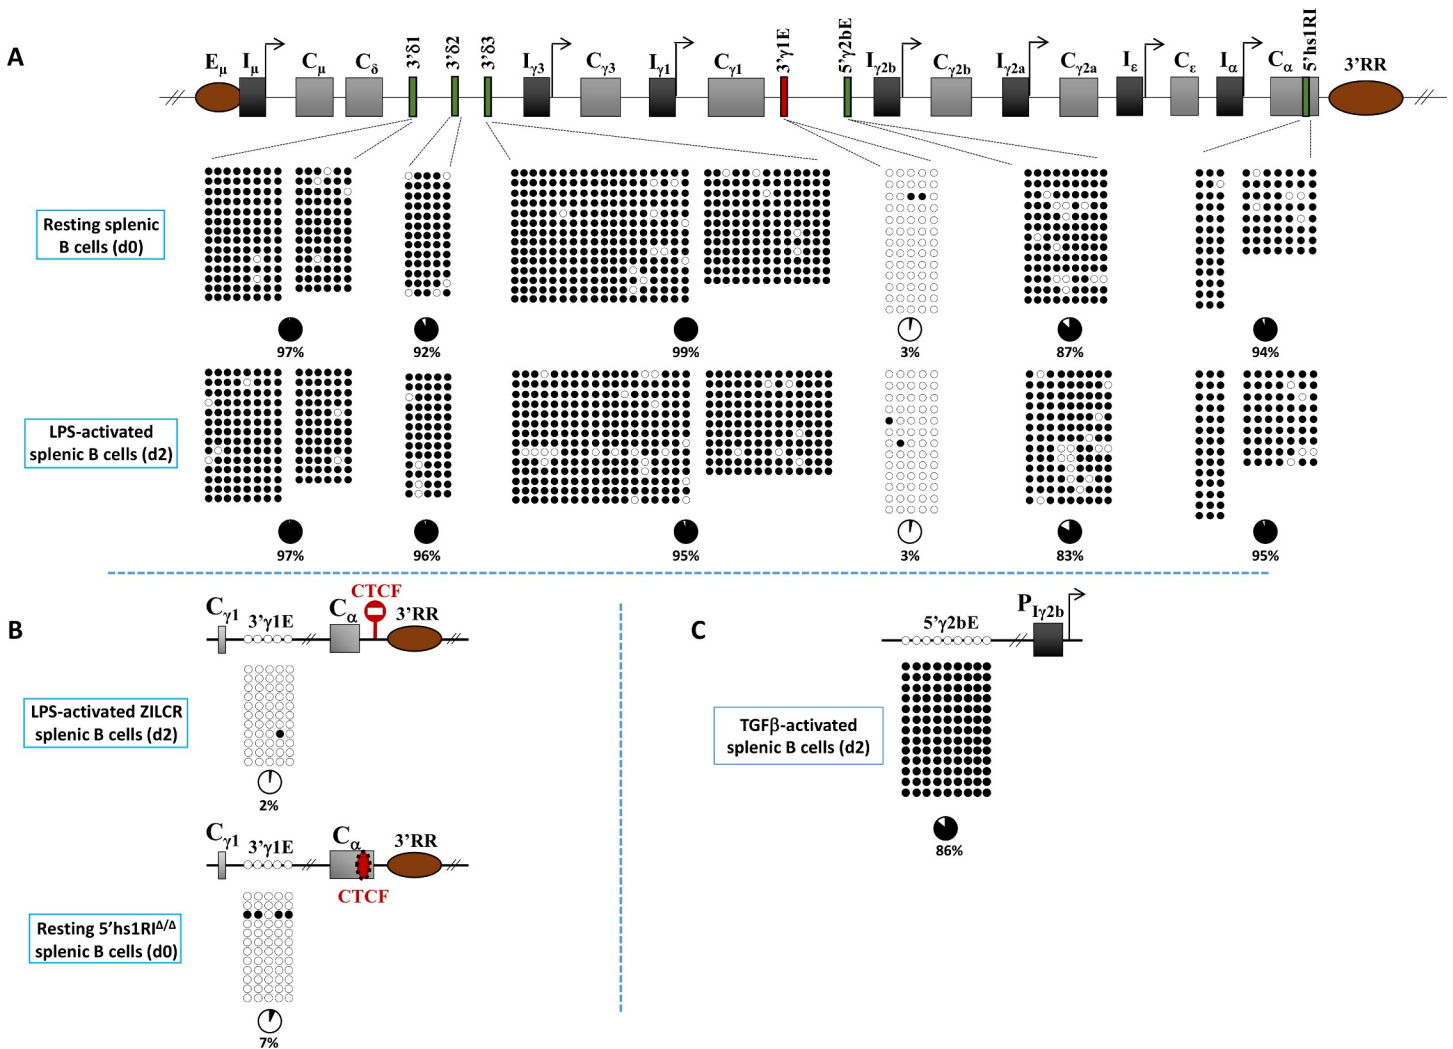 A
Eμ Iμ Cμ Cδ 3'δ1 3'δ2 3'δ3 Iγ3 Cγ3 Iγ1 Cγ1 3'γ1E 5'γ2bE Iγ2b Cγ2b Iγ2a Cγ2a Iε Cε Iα Cα 5'hs1RI 3'RR
Resting splenic
B cells (d0)
97% 92% 99% 3% 87% 94%
LPS-activated
splenic B cells (d2)
97% 96% 95% 3% 83% 95%
B
Cγ1 3'γ1E Cα CTCF 3'RR
LPS-activated ZILCR
splenic B cells (d2)
2%
Cγ1 3'γ1E Cα 3'RR
CTCF
Resting 5'hs1RIΔ/Δ
splenic B cells (d0)
7%
C
5'γ2bE PIγ2b
TGFβ-activated
splenic B cells (d2)
86%